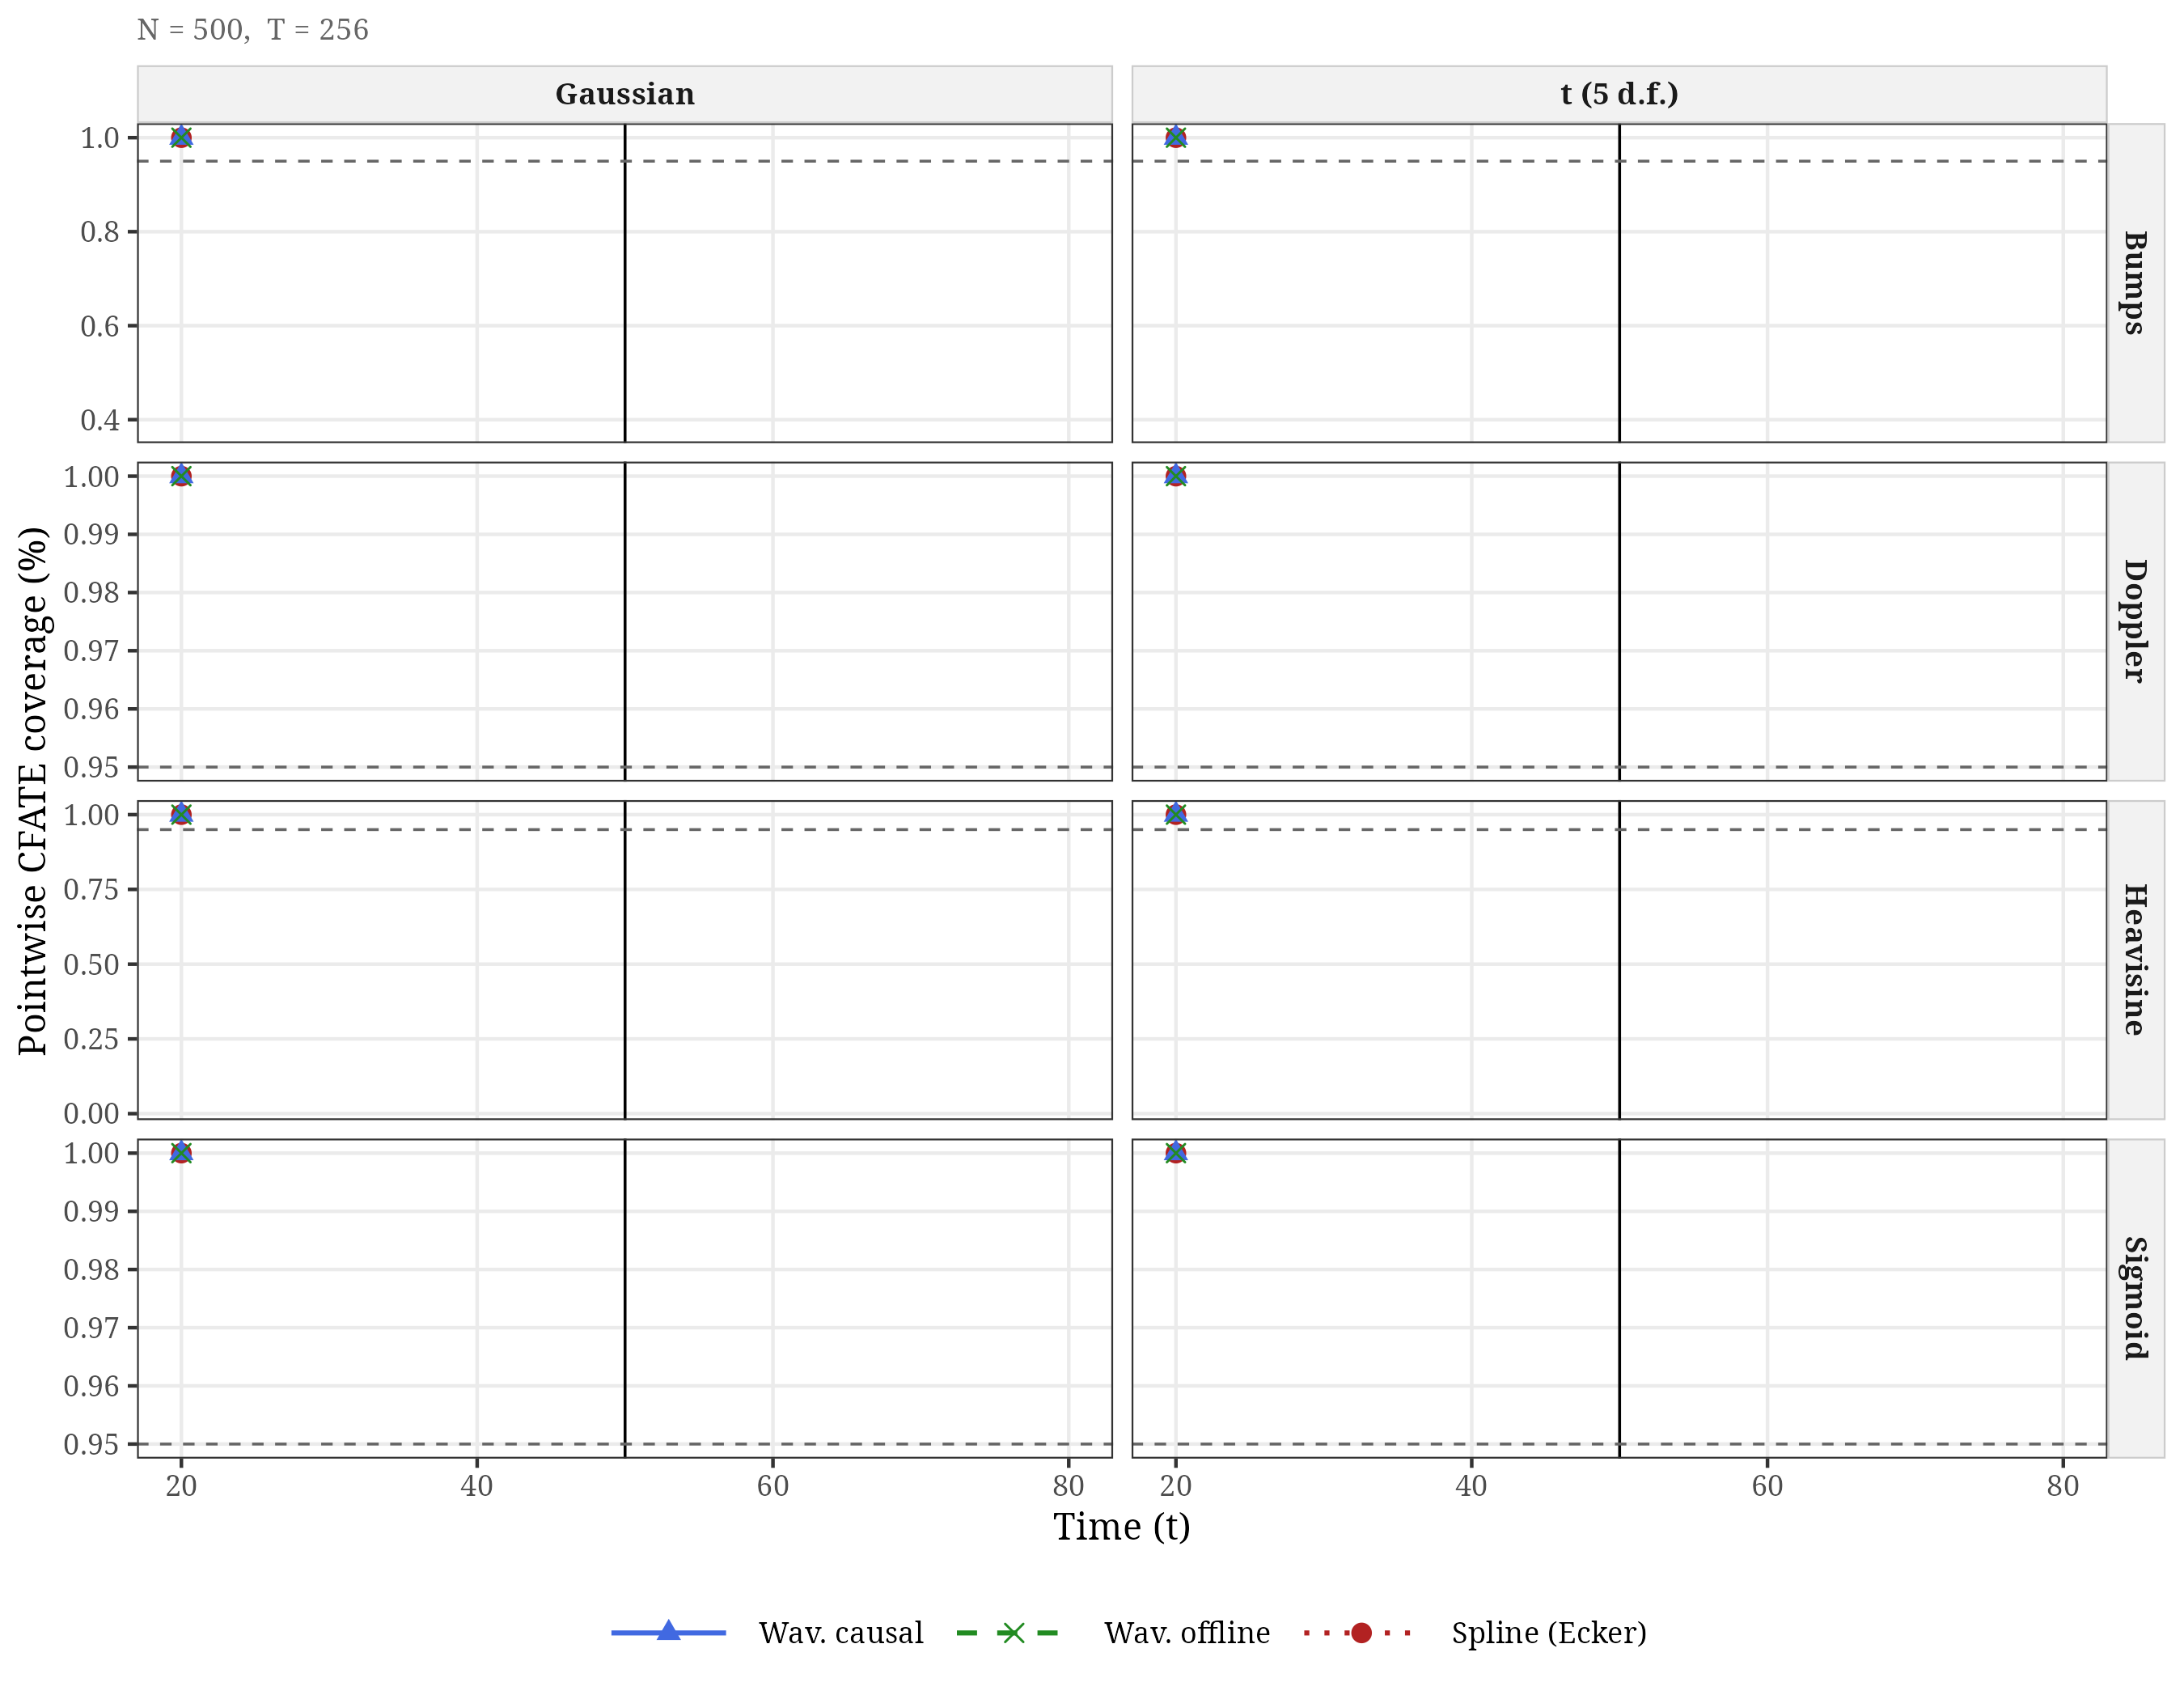 N = 500,  T = 256
Gaussian
t (5 d.f.)
Pointwise CFATE coverage (%)
1.0
0.8
0.6
0.4
Bumps
1.00
0.99
0.98
0.97
0.96
0.95
Doppler
1.00
0.75
0.50
0.25
0.00
Heavisine
1.00
0.99
0.98
0.97
0.96
0.95
Sigmoid
20 40 60 80 20 40 60 80
Time (t)
Wav. causal Wav. offline Spline (Ecker)